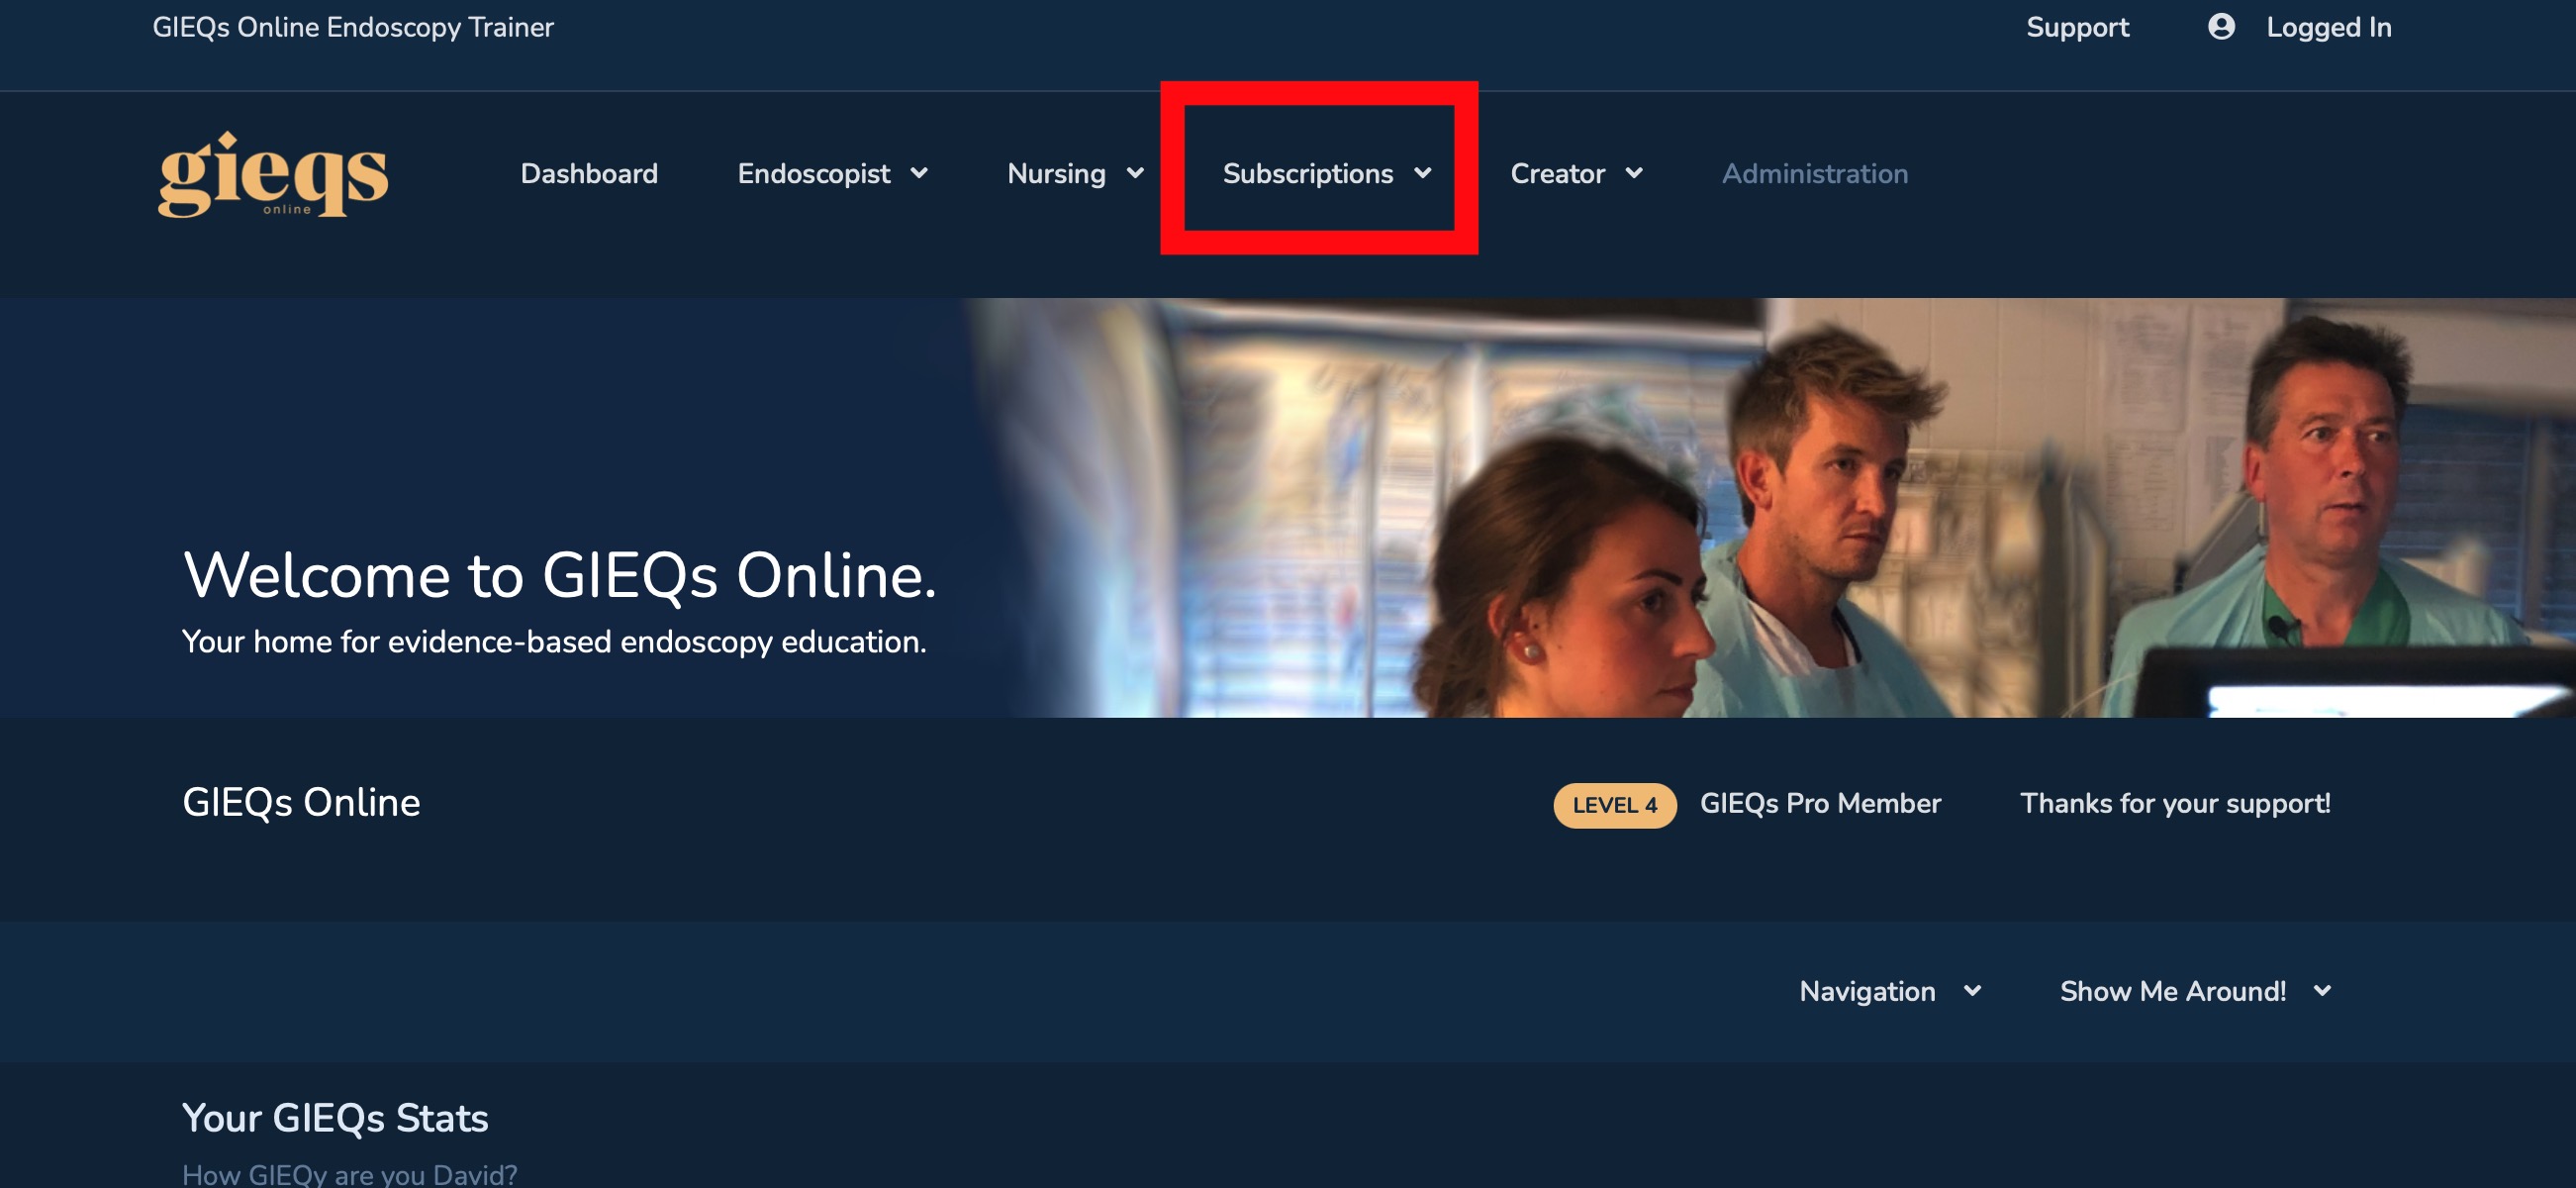 GIEQs Online Endoscopy Trainer
Support
Logged In
gieqs
online
Dashboard
Endoscopist
Nursing
Subscriptions
Creator
Administration
Welcome to GIEQs Online.
Your home for evidence-based endoscopy education.
GIEQs Online
LEVEL 4
GIEQs Pro Member
Thanks for your support!
Navigation
Show Me Around!
Your GIEQs Stats
How GIEQy are you David?